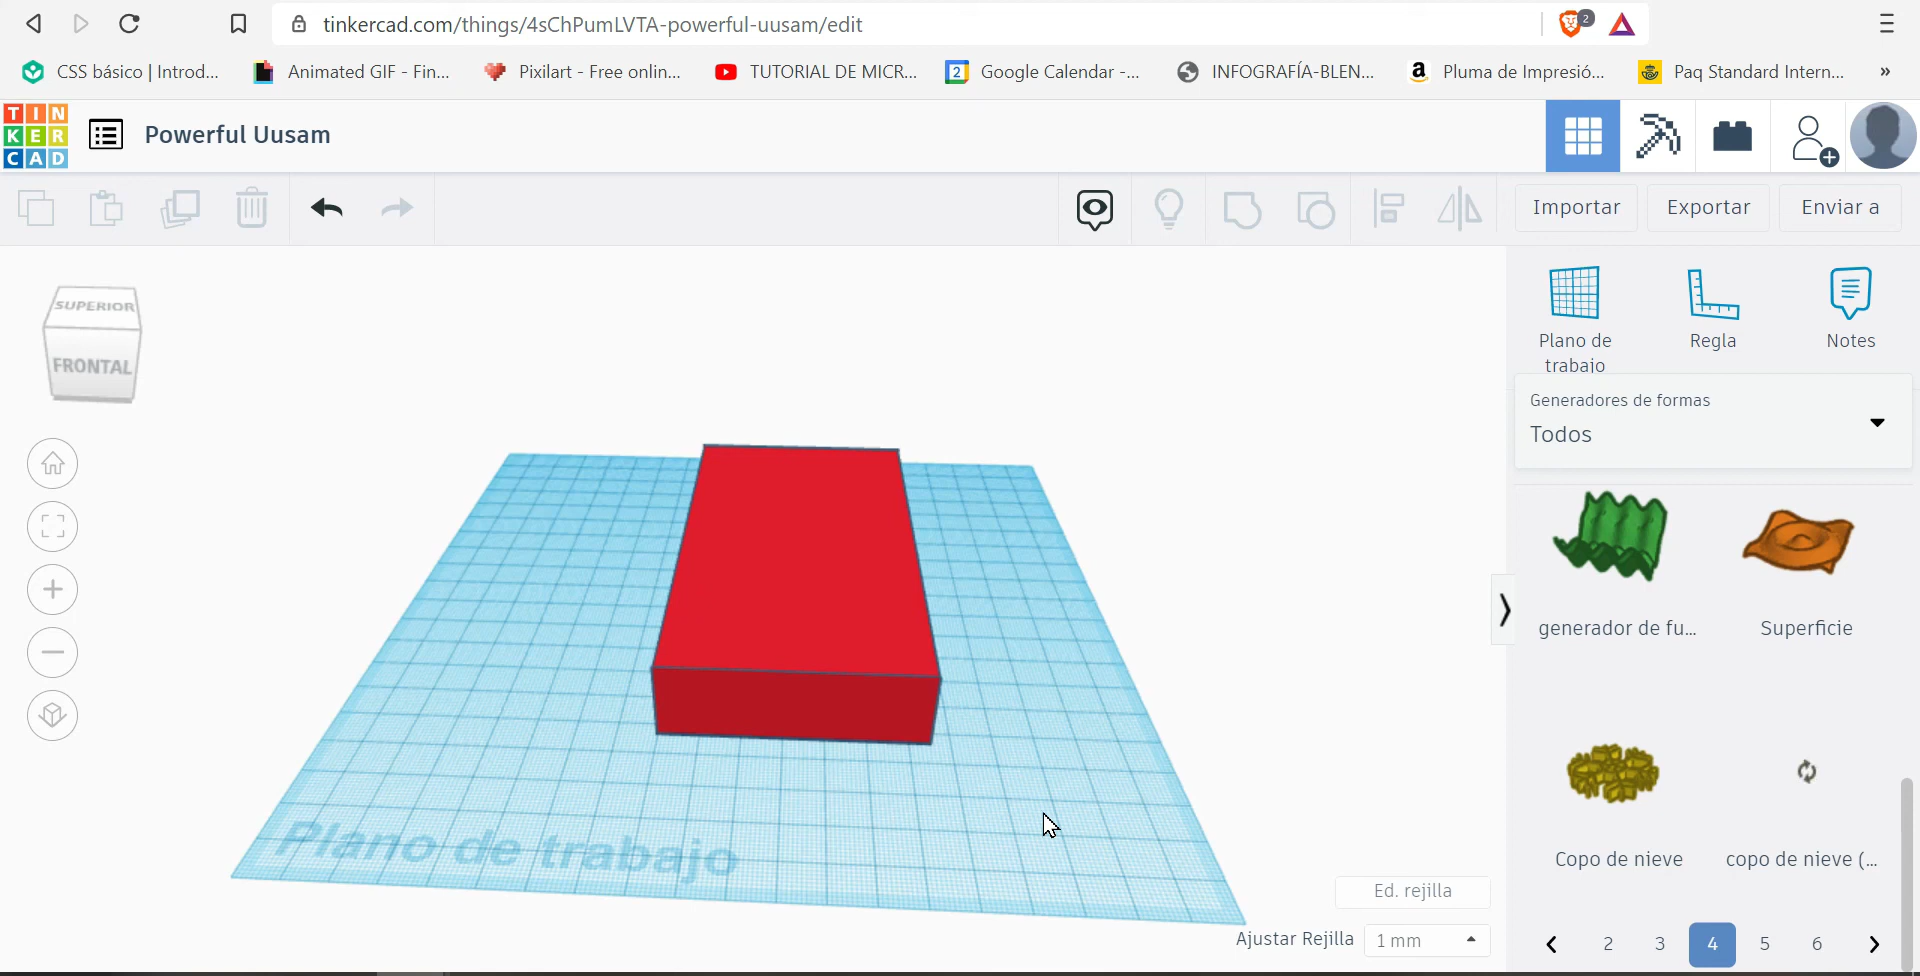 tinkercad.com/things/4sChPumLVTA-powerful-uusam/edit
2
CSS básico | Introd...
Animated GIF - Fin...
Pixilart - Free onlin...
TUTORIAL DE MICR...
2
Google Calendar -...
INFOGRAFÍA-BLEN...
a
Pluma de Impresió...
Paq Standard Intern...
»
TIN
KER
CAD
Powerful Uusam
Importar
Exportar
Enviar a
SUPERIOR
FRONTAL
Plano de
trabajo
Regla
Notes
Generadores de formas
Todos
generador de fu...
Superficie
Copo de nieve
copo de nieve (...
Plano de trabajo
Ed. rejilla
Ajustar Rejilla
1 mm
2
3
4
5
6